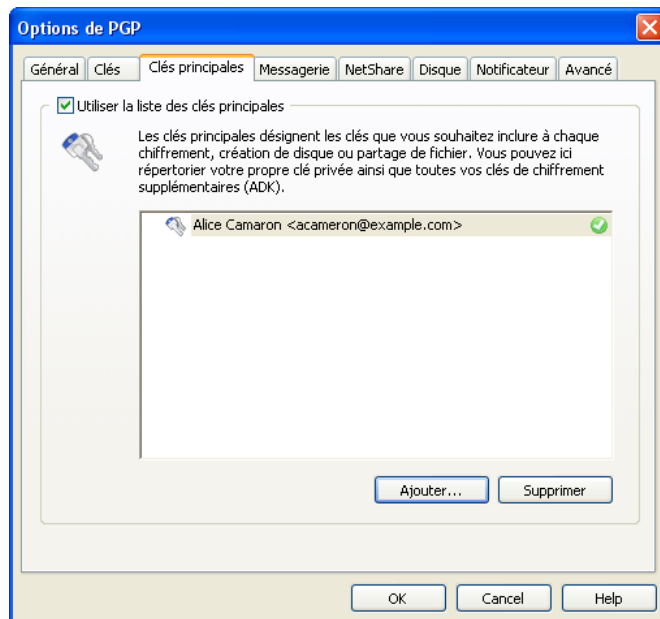 Options de PGP
Général Clés Clés principales Messagerie NetShare Disque Notificateur Avancé
Utiliser la liste des clés principales
Les clés principales désignent les clés que vous souhaitez inclure à chaque
chiffrement, création de disque ou partage de fichier. Vous pouvez ici
répertorier votre propre clé privée ainsi que toutes vos clés de chiffrement
supplémentaires (ADK).
Alice Camaron <acameron@example.com>
Ajouter... Supprimer
OK Cancel Help